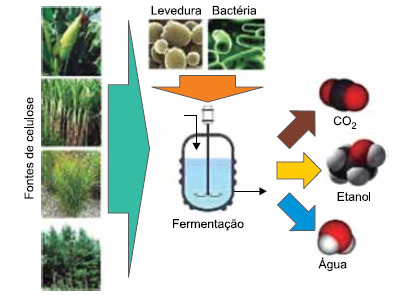 Levedura Bactéria
Fontes de celulose
CO₂
Fermentação
Etanol
Água